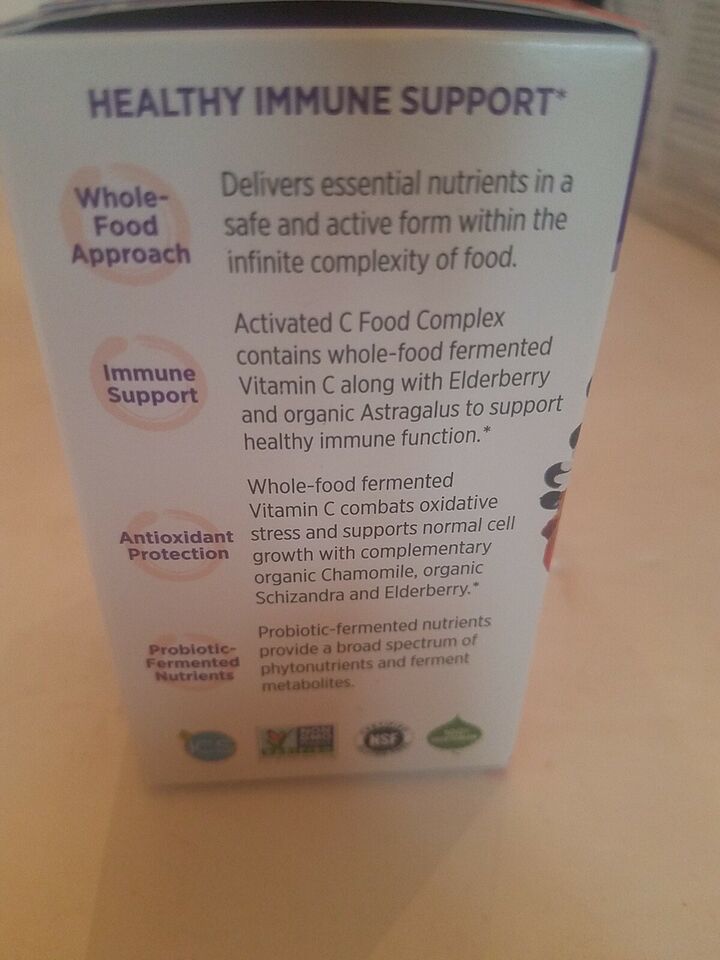 HEALTHY IMMUNE SUPPORT*
Whole-
Food
Approach
Delivers essential nutrients in a
safe and active form within the
infinite complexity of food.
Immune
Support
Activated C Food Complex
contains whole-food fermented
Vitamin C along with Elderberry
and organic Astragalus to support
healthy immune function.*
Antioxidant
Protection
Whole-food fermented
Vitamin C combats oxidative
stress and supports normal cell
growth with complementary
organic Chamomile, organic
Schizandra and Elderberry.*
Probiotic-
Fermented
Nutrients
Probiotic-fermented nutrients
provide a broad spectrum of
phytonutrients and ferment
metabolites.
NON
GMO
NSF